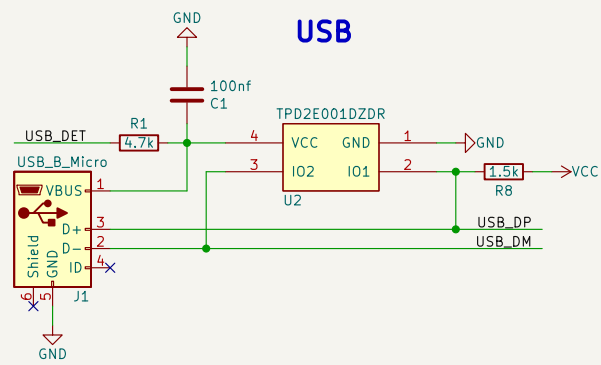 GND
USB
100nf
C1
TPD2E001DZDR
R1
USB_DET
4.7k
4
VCC
GND
1
GND
3
IO2
IO1
2
1.5k
VCC
R8
U2
USB_B_Micro
VBUS
1
D+
3
USB_DP
D-
2
USB_DM
ID
4
Shield
GND
6
5
J1
GND